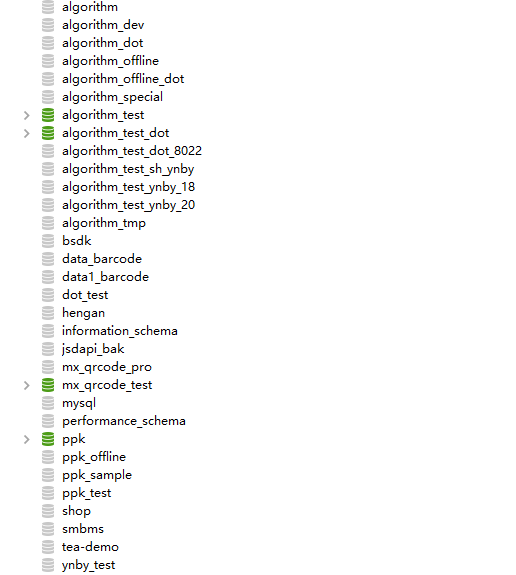 algorithm
algorithm_dev
algorithm_dot
algorithm_offline
algorithm_offline_dot
algorithm_special
algorithm_test
algorithm_test_dot
algorithm_test_dot_8022
algorithm_test_sh_ynby
algorithm_test_ynby_18
algorithm_test_ynby_20
algorithm_tmp
bsdk
data_barcode
data1_barcode
dot_test
hengan
information_schema
jsdapi_bak
mx_qrcode_pro
mx_qrcode_test
mysql
performance_schema
ppk
ppk_offline
ppk_sample
ppk_test
shop
smbms
tea-demo
ynby_test